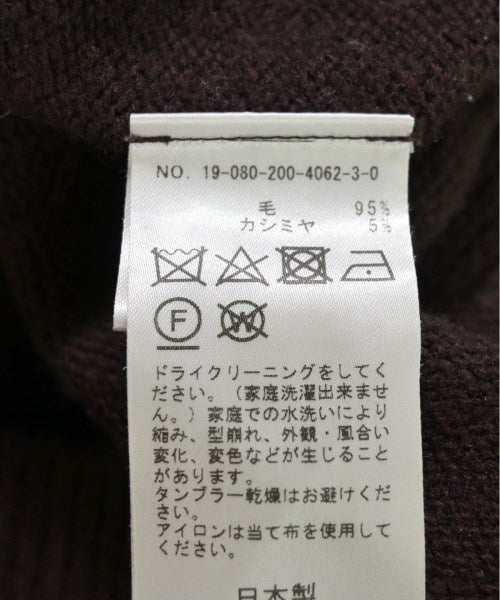 NO. 19-080-200-4062-3-0
毛 95%
カシミヤ 5%
F W
ドライクリーニングをしてく
ださい。(家庭洗濯出来ませ
ん。)家庭での水洗いにより
縮み、型崩れ、外観・風合い
変化、変色などが生じること
があります。
タンブラー乾燥はお避けくだ
さい。
アイロンは当て布を使用して
ください。
日本製